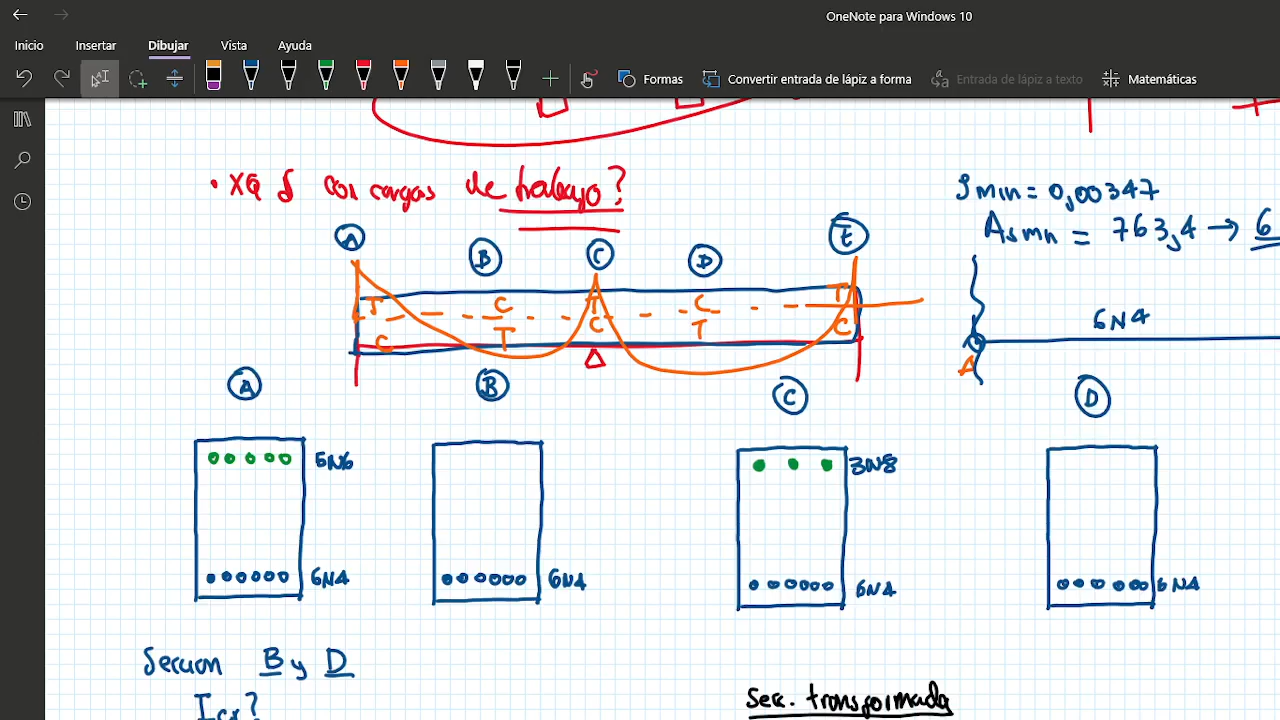 OneNote para Windows 10
Inicio Insertar Dibujar Vista Ayuda
Formas Convertir entrada de lápiz a forma Entrada de lápiz a texto Matemáticas
• XQ δ con cargas de trabajo?
ρmin = 0,00347
Asmn = 763,4 → 6
A B C D E
T C T C T
C T C T C
6N4
A
A B C D
5N6 3N8
6N4 6N4 6N4 6N4
Seccion B y D
Icr?
Sec. transformada